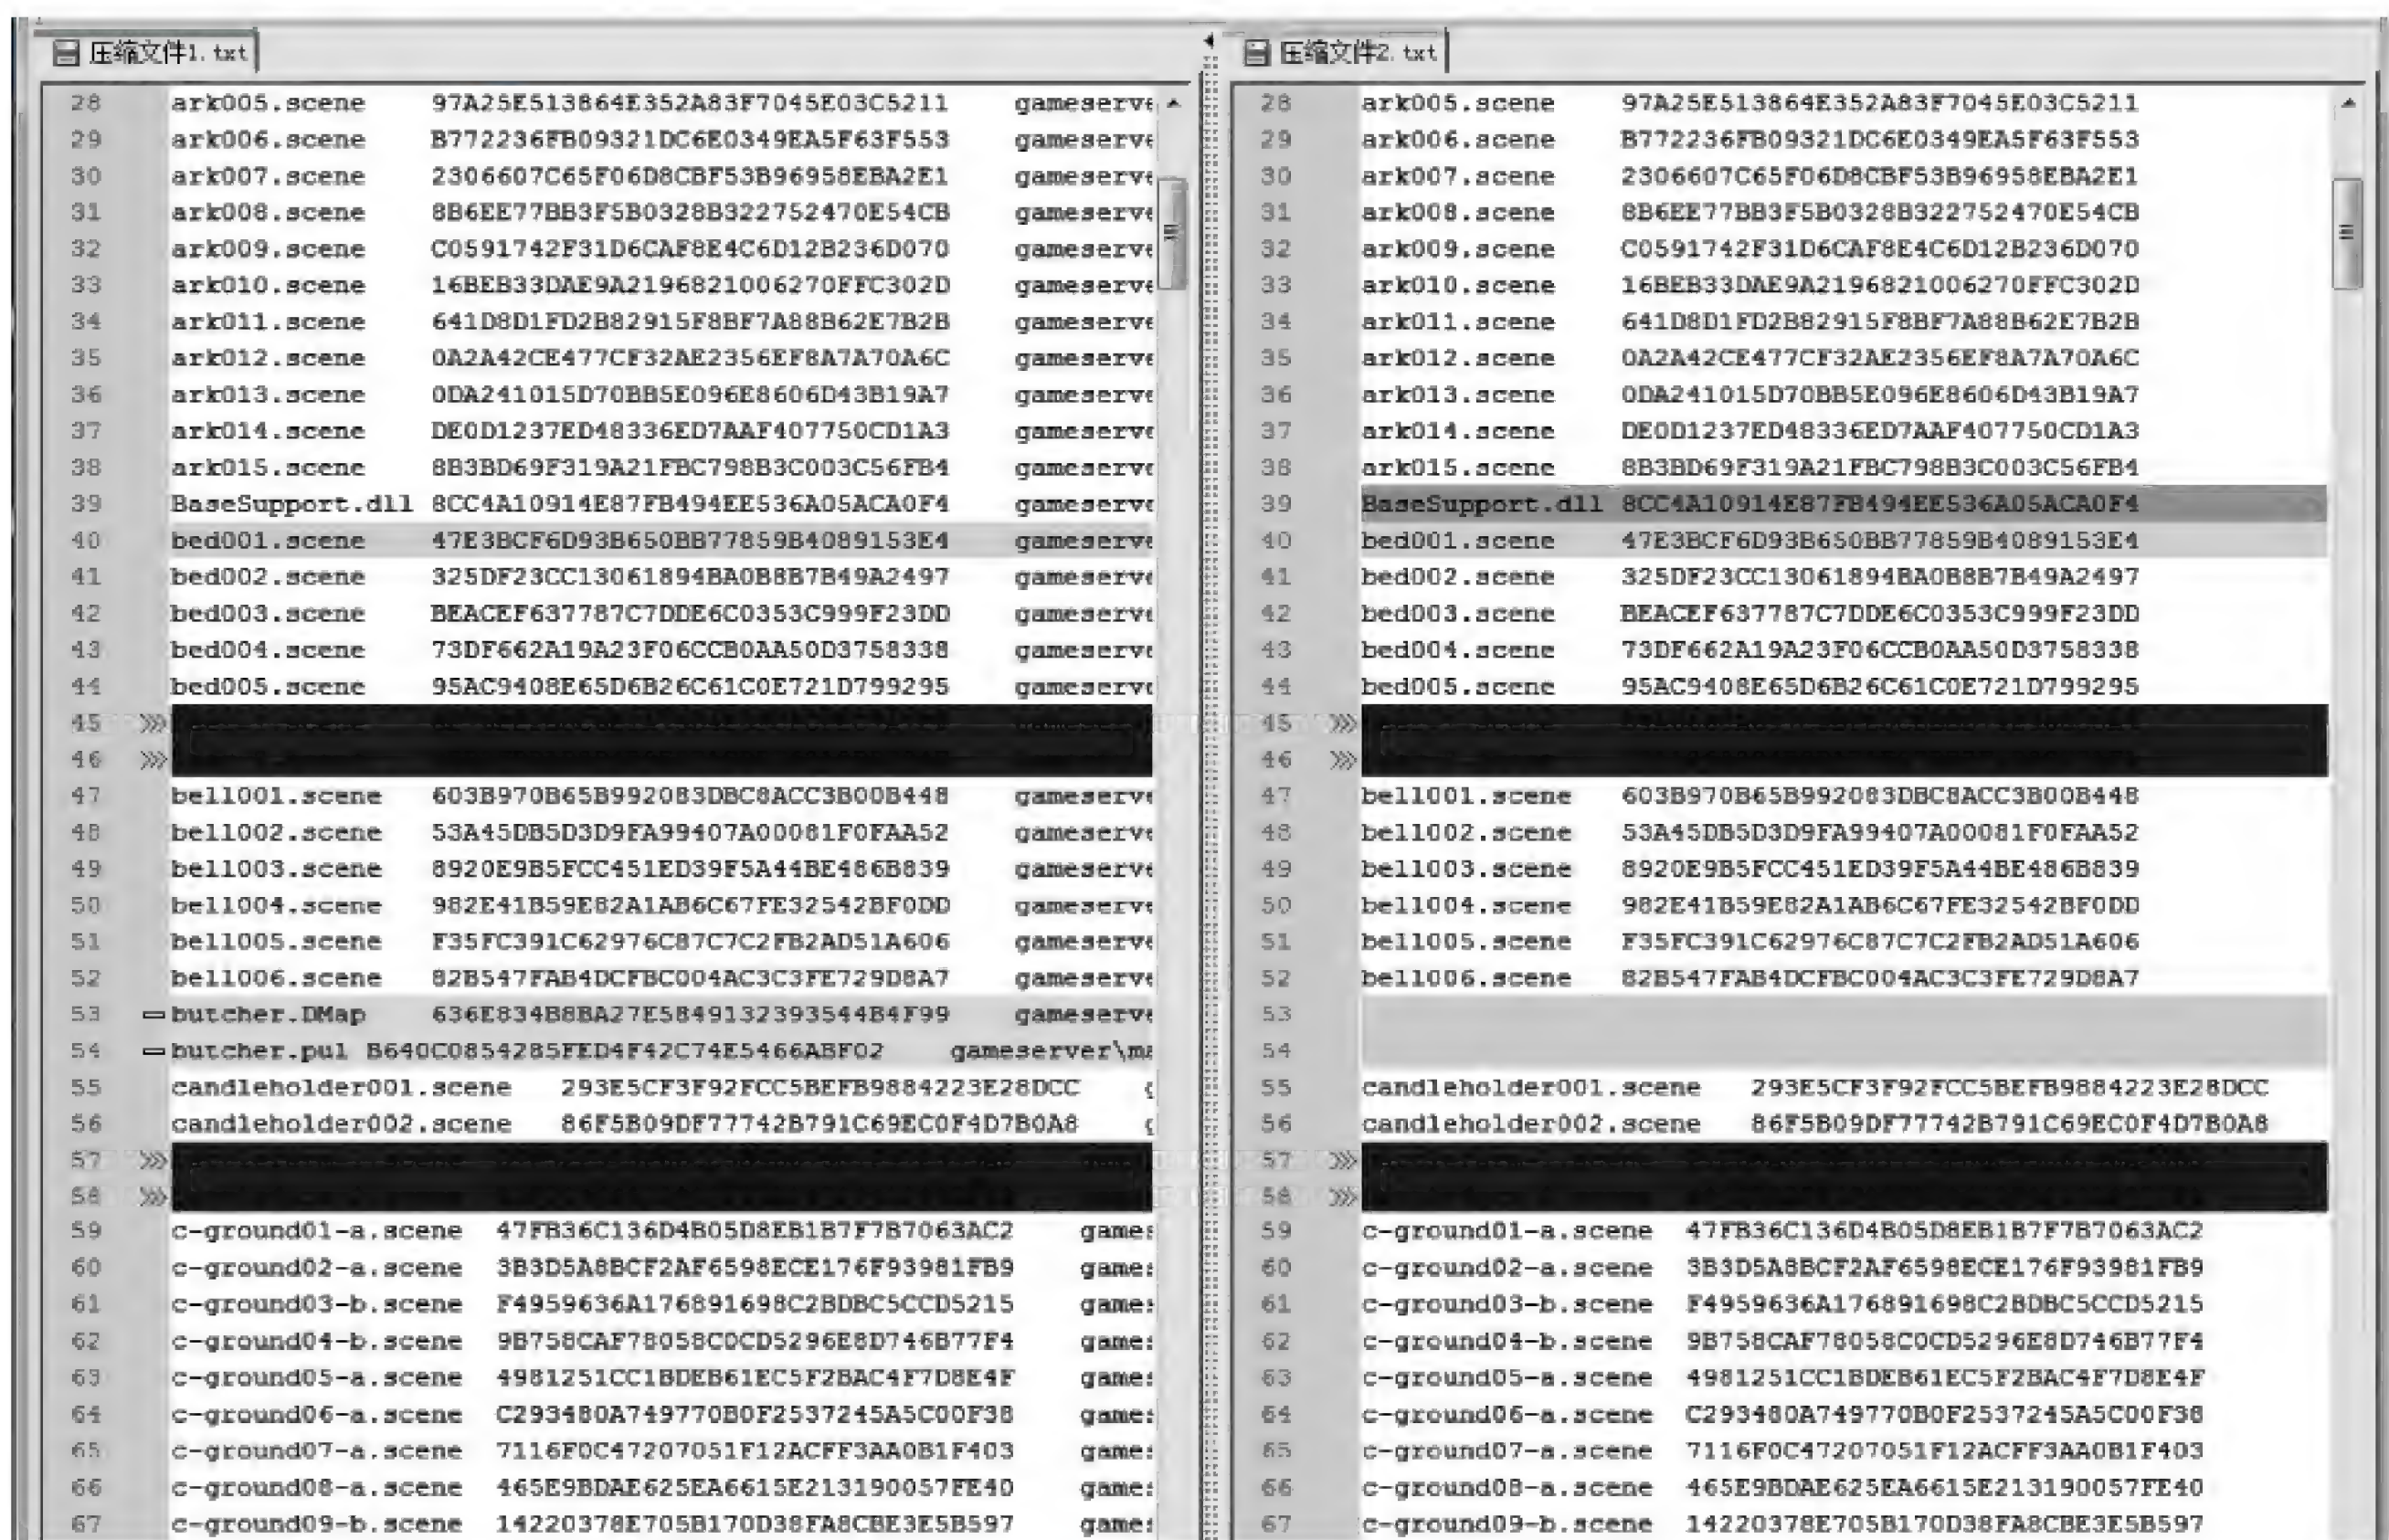 压缩文件1.txt
28 ark005.scene 97A25E513864E352A83F7045E03C5211 gameserve
29 ark006.scene B772236FB09321DC6E0349EA5F63F553 gameserve
30 ark007.scene 2306607C65F06D8CBF53B96958EBA2E1 gameserve
31 ark008.scene 8B6EE77BB3F5B0328B322752470E54CB gameserve
32 ark009.scene C0591742F31D6CAF8E4C6D12B236D070 gameserve
33 ark010.scene 16BEB33DAE9A2196821006270FFC302D gameserve
34 ark011.scene 641D8D1FD2B82915F8BF7A88B62E7B2B gameserve
35 ark012.scene 0A2A42CE477CF32AE2356EF8A7A70A6C gameserve
36 ark013.scene 0DA241015D70BB5E096E8606D43B19A7 gameserve
37 ark014.scene DE0D1237ED48336ED7AAF407750CD1A3 gameserve
38 ark015.scene 8B3BD69F319A21FBC798B3C003C56FB4 gameserve
39 BaseSupport.dll 8CC4A10914E87FB494EE536A05ACA0F4 gameserve
40 bed001.scene 47E3BCF6D93B650BB77859B4089153E4 gameserve
41 bed002.scene 325DF23CC13061894BA0B8B7B49A2497 gameserve
42 bed003.scene BEACEF637787C7DDE6C0353C999F23DD gameserve
43 bed004.scene 73DF662A19A23F06CCB0AA50D3758338 gameserve
44 bed005.scene 95AC9408E65D6B26C61C0E721D799295 gameserve
45
46
47 bell001.scene 603B970B65B992083DBC8ACC3B00B448 gameserve
48 bell002.scene 53A45DB5D3D9FA99407A00081F0FAA52 gameserve
49 bell003.scene 8920E9B5FCC451ED39F5A44BE486B839 gameserve
50 bell004.scene 982E41B59E82A1AB6C67FE32542BF0DD gameserve
51 bell005.scene F35FC391C62976C87C7C2FB2AD51A606 gameserve
52 bell006.scene 82B547FAB4DCFBC004AC3C3FE729D8A7 gameserve
53 butcher.DMap 636E834B8BA27E5849132393544B4F99 gameserve
54 butcher.pul B640C0854285FED4F42C74E5466ABF02 gameserver\ma
55 candleholder001.scene 293E5CF3F92FCC5BEFB9884223E28DCC
56 candleholder002.scene 86F5B09DF77742B791C69EC0F4D7B0A8
57
58
59 c-ground01-a.scene 47FB36C136D4B05D8EB1B7F7B7063AC2 games
60 c-ground02-a.scene 3B3D5A8BCF2AF6598ECE176F93981FB9 games
61 c-ground03-b.scene F4959636A176891698C2BDBC5CCD5215 games
62 c-ground04-b.scene 9B758CAF78058C0CD5296E8D746B77F4 games
63 c-ground05-a.scene 4981251CC1BDEB61EC5F2BAC4F7D8E4F games
64 c-ground06-a.scene C293480A749770B0F2537245A5C00F38 games
65 c-ground07-a.scene 7116F0C47207051F12ACFF3AA0B1F403 games
66 c-ground08-a.scene 465E9BDAE625EA6615E213190057FE40 games
67 c-ground09-b.scene 14220378E705B170D38FA8CBE3E5B597 games
压缩文件2.txt
28 ark005.scene 97A25E513864E352A83F7045E03C5211
29 ark006.scene B772236FB09321DC6E0349EA5F63F553
30 ark007.scene 2306607C65F06D8CBF53B96958EBA2E1
31 ark008.scene 8B6EE77BB3F5B0328B322752470E54CB
32 ark009.scene C0591742F31D6CAF8E4C6D12B236D070
33 ark010.scene 16BEB33DAE9A2196821006270FFC302D
34 ark011.scene 641D8D1FD2B82915F8BF7A88B62E7B2B
35 ark012.scene 0A2A42CE477CF32AE2356EF8A7A70A6C
36 ark013.scene 0DA241015D70BB5E096E8606D43B19A7
37 ark014.scene DE0D1237ED48336ED7AAF407750CD1A3
38 ark015.scene 8B3BD69F319A21FBC798B3C003C56FB4
39 BaseSupport.dll 8CC4A10914E87FB494EE536A05ACA0F4
40 bed001.scene 47E3BCF6D93B650BB77859B4089153E4
41 bed002.scene 325DF23CC13061894BA0B8B7B49A2497
42 bed003.scene BEACEF637787C7DDE6C0353C999F23DD
43 bed004.scene 73DF662A19A23F06CCB0AA50D3758338
44 bed005.scene 95AC9408E65D6B26C61C0E721D799295
45
46
47 bell001.scene 603B970B65B992083DBC8ACC3B00B448
48 bell002.scene 53A45DB5D3D9FA99407A00081F0FAA52
49 bell003.scene 8920E9B5FCC451ED39F5A44BE486B839
50 bell004.scene 982E41B59E82A1AB6C67FE32542BF0DD
51 bell005.scene F35FC391C62976C87C7C2FB2AD51A606
52 bell006.scene 82B547FAB4DCFBC004AC3C3FE729D8A7
53
54
55 candleholder001.scene 293E5CF3F92FCC5BEFB9884223E28DCC
56 candleholder002.scene 86F5B09DF77742B791C69EC0F4D7B0A8
57
58
59 c-ground01-a.scene 47FB36C136D4B05D8EB1B7F7B7063AC2
60 c-ground02-a.scene 3B3D5A8BCF2AF6598ECE176F93981FB9
61 c-ground03-b.scene F4959636A176891698C2BDBC5CCD5215
62 c-ground04-b.scene 9B758CAF78058C0CD5296E8D746B77F4
63 c-ground05-a.scene 4981251CC1BDEB61EC5F2BAC4F7D8E4F
64 c-ground06-a.scene C293480A749770B0F2537245A5C00F38
65 c-ground07-a.scene 7116F0C47207051F12ACFF3AA0B1F403
66 c-ground08-a.scene 465E9BDAE625EA6615E213190057FE40
67 c-ground09-b.scene 14220378E705B170D38FA8CBE3E5B597